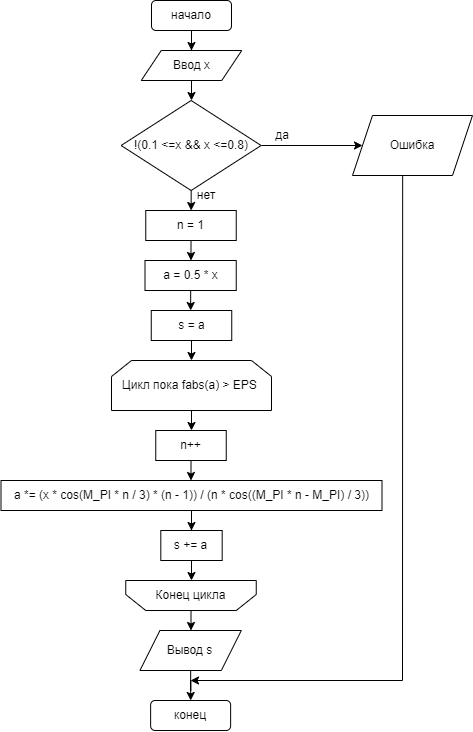 начало
Ввод x
!(0.1 <=x && x <=0.8)
да
Ошибка
нет
n = 1
a = 0.5 * x
s = a
Цикл пока fabs(a) > EPS
n++
a *= (x * cos(M_PI * n / 3) * (n - 1)) / (n * cos((M_PI * n - M_PI) / 3))
s += a
Конец цикла
Вывод s
конец